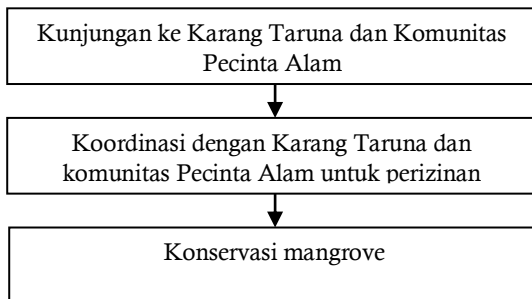 Kunjungan ke Karang Taruna dan Komunitas
Pecinta Alam
Koordinasi dengan Karang Taruna dan
komunitas Pecinta Alam untuk perizinan
Konservasi mangrove